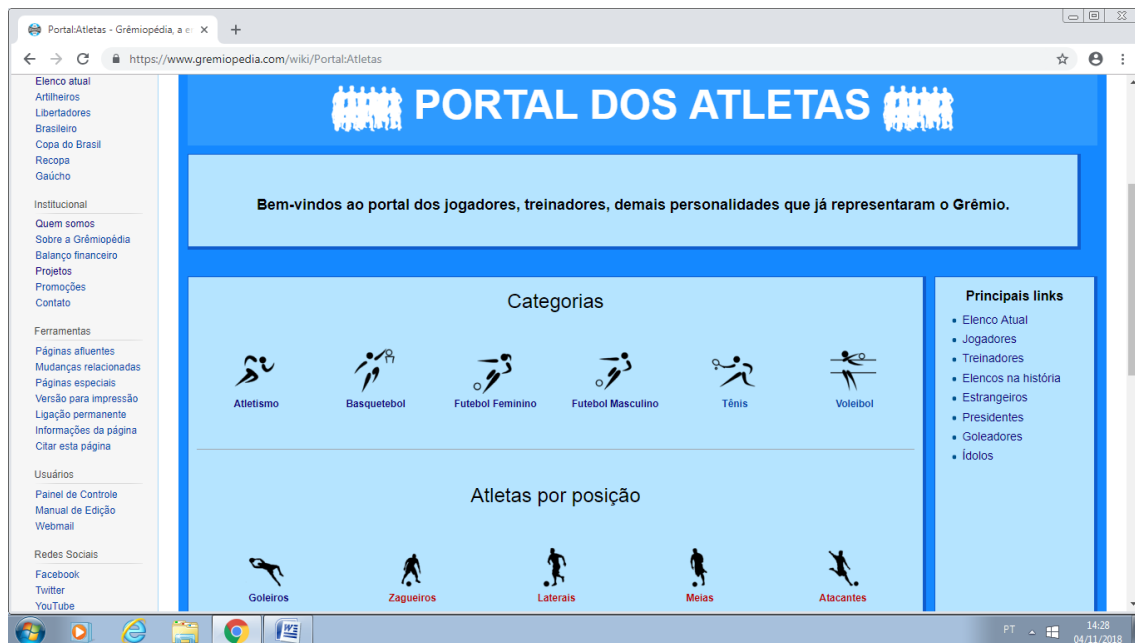 Portal:Atletas - Grêmiopédia, a e
https://www.gremiopedia.com/wiki/Portal:Atletas
Elenco atual
Artilheiros
Libertadores
Brasileiro
Copa do Brasil
Recopa
Gaúcho
Institucional
Quem somos
Sobre a Grêmiopédia
Balanço financeiro
Projetos
Promoções
Contato
Ferramentas
Páginas afluentes
Mudanças relacionadas
Páginas especiais
Versão para impressão
Ligação permanente
Informações da página
Citar esta página
Usuários
Painel de Controle
Manual de Edição
Webmail
Redes Sociais
Facebook
Twitter
YouTube
PORTAL DOS ATLETAS
Bem-vindos ao portal dos jogadores, treinadores, demais personalidades que já representaram o Grêmio.
Categorias
Atletismo Basquetebol Futebol Feminino Futebol Masculino Tênis Voleibol
Atletas por posição
Goleiros Zagueiros Laterais Meias Atacantes
Principais links
Elenco Atual
Jogadores
Treinadores
Elencos na história
Estrangeiros
Presidentes
Goleadores
Ídolos
PT
14:28
04/11/2018